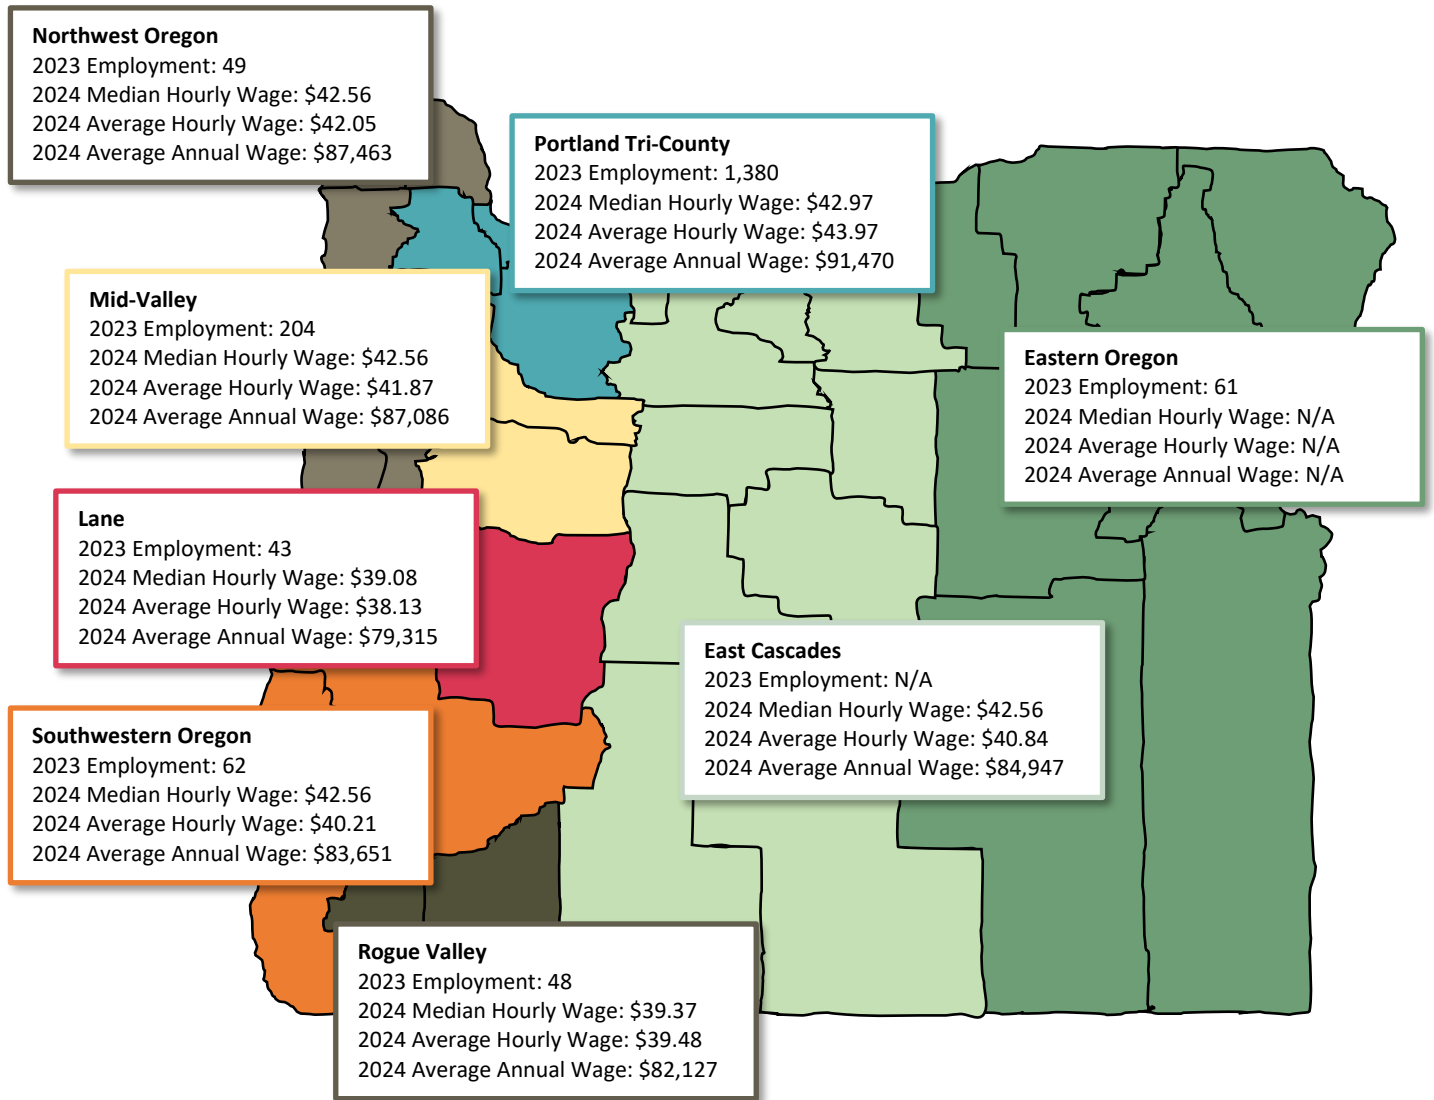 Northwest Oregon
2023 Employment: 49
2024 Median Hourly Wage: $42.56
2024 Average Hourly Wage: $42.05
2024 Average Annual Wage: $87,463
Portland Tri-County
2023 Employment: 1,380
2024 Median Hourly Wage: $42.97
2024 Average Hourly Wage: $43.97
2024 Average Annual Wage: $91,470
Mid-Valley
2023 Employment: 204
2024 Median Hourly Wage: $42.56
2024 Average Hourly Wage: $41.87
2024 Average Annual Wage: $87,086
Eastern Oregon
2023 Employment: 61
2024 Median Hourly Wage: N/A
2024 Average Hourly Wage: N/A
2024 Average Annual Wage: N/A
Lane
2023 Employment: 43
2024 Median Hourly Wage: $39.08
2024 Average Hourly Wage: $38.13
2024 Average Annual Wage: $79,315
East Cascades
2023 Employment: N/A
2024 Median Hourly Wage: $42.56
2024 Average Hourly Wage: $40.84
2024 Average Annual Wage: $84,947
Southwestern Oregon
2023 Employment: 62
2024 Median Hourly Wage: $42.56
2024 Average Hourly Wage: $40.21
2024 Average Annual Wage: $83,651
Rogue Valley
2023 Employment: 48
2024 Median Hourly Wage: $39.37
2024 Average Hourly Wage: $39.48
2024 Average Annual Wage: $82,127